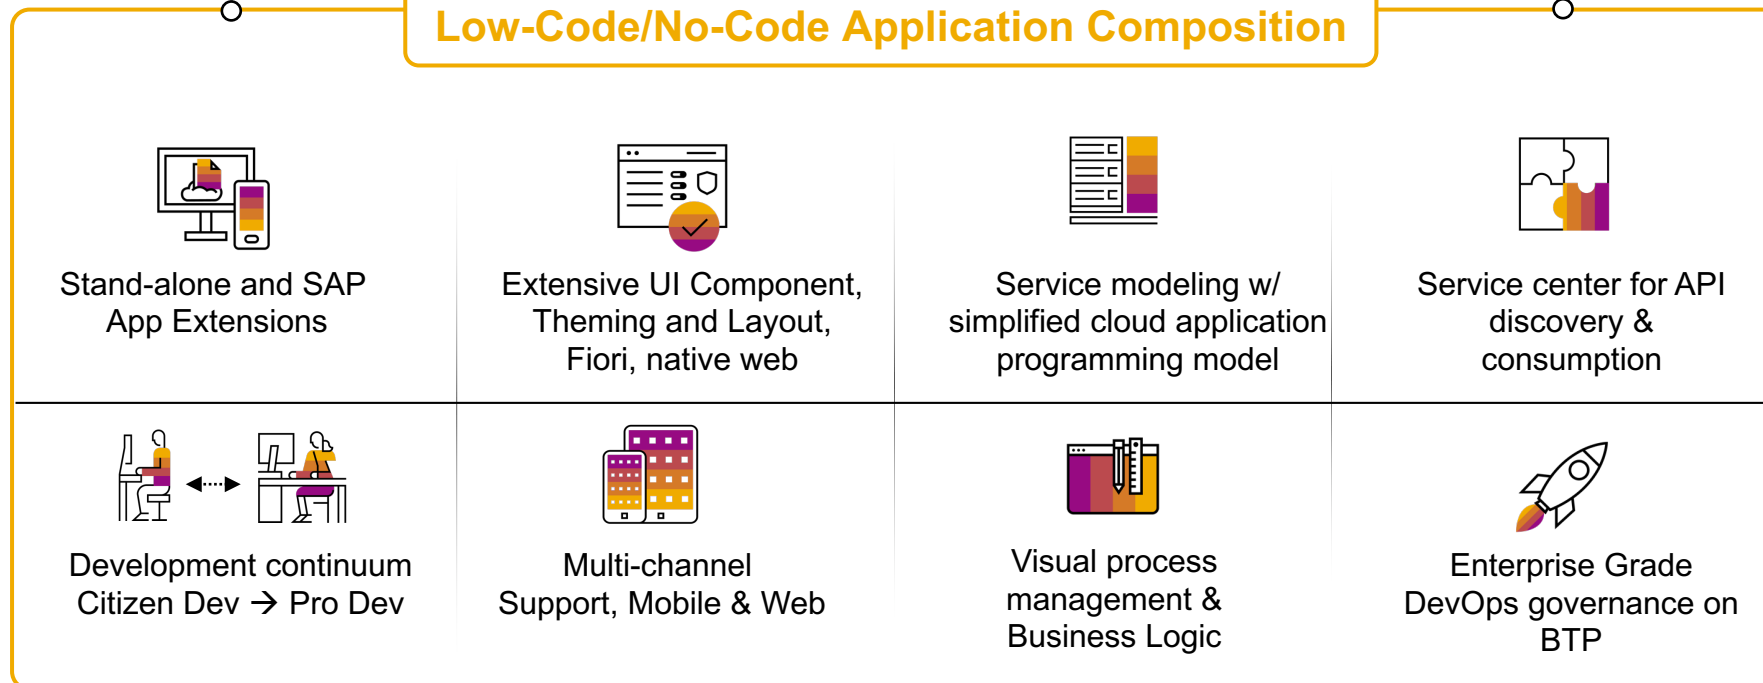 Low-Code/No-Code Application Composition
Stand-alone and SAP
App Extensions
Extensive UI Component,
Theming and Layout,
Fiori, native web
Service modeling w/
simplified cloud application
programming model
Service center for API
discovery &
consumption
Development continuum
Citizen Dev → Pro Dev
Multi-channel
Support, Mobile & Web
Visual process
management &
Business Logic
Enterprise Grade
DevOps governance on
BTP